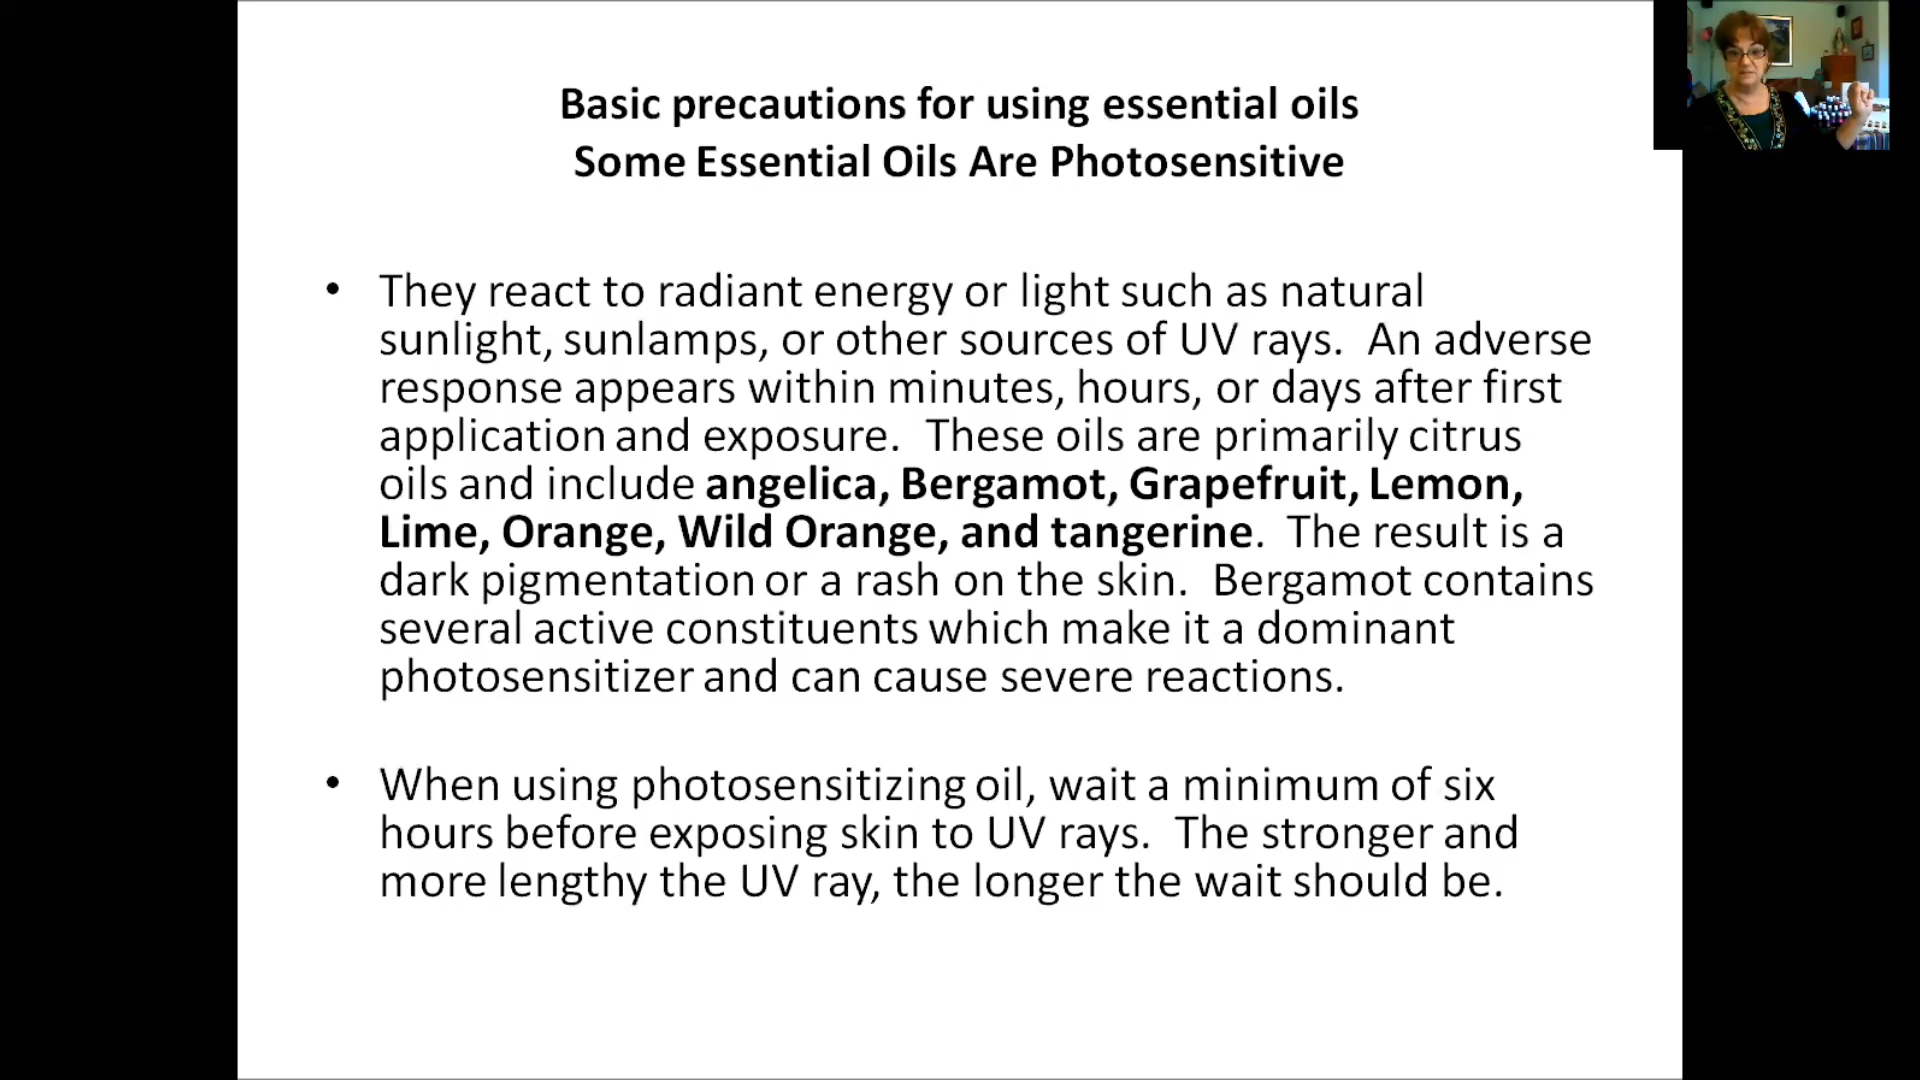 Basic precautions for using essential oils
Some Essential Oils Are Photosensitive
• They react to radiant energy or light such as natural
sunlight, sunlamps, or other sources of UV rays.  An adverse
response appears within minutes, hours, or days after first
application and exposure.  These oils are primarily citrus
oils and include angelica, Bergamot, Grapefruit, Lemon,
Lime, Orange, Wild Orange, and tangerine.  The result is a
dark pigmentation or a rash on the skin.  Bergamot contains
several active constituents which make it a dominant
photosensitizer and can cause severe reactions.
• When using photosensitizing oil, wait a minimum of six
hours before exposing skin to UV rays.  The stronger and
more lengthy the UV ray, the longer the wait should be.